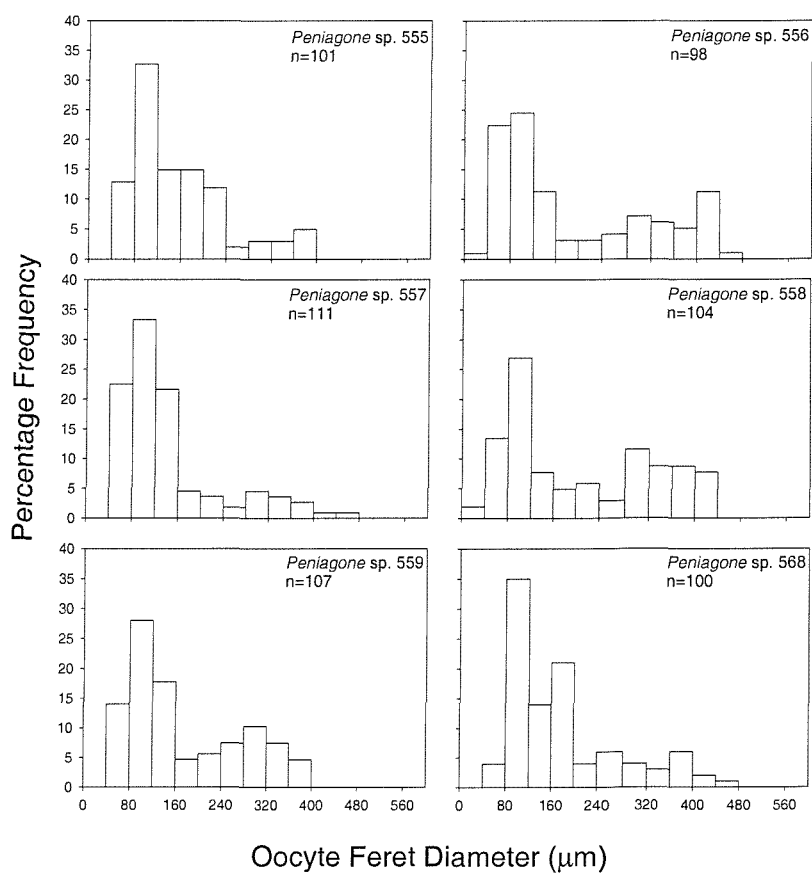 Peniagone sp. 555
n=101
40
35
30
25
20
15
10
5
0
Peniagone sp. 556
n=98
Peniagone sp. 557
n=111
40
35
30
25
20
15
10
5
0
Peniagone sp. 558
n=104
Peniagone sp. 559
n=107
40
35
30
25
20
15
10
5
0
0 80 160 240 320 400 480 560
Peniagone sp. 568
n=100
0 80 160 240 320 400 480 560
Percentage Frequency
Oocyte Feret Diameter (μm)